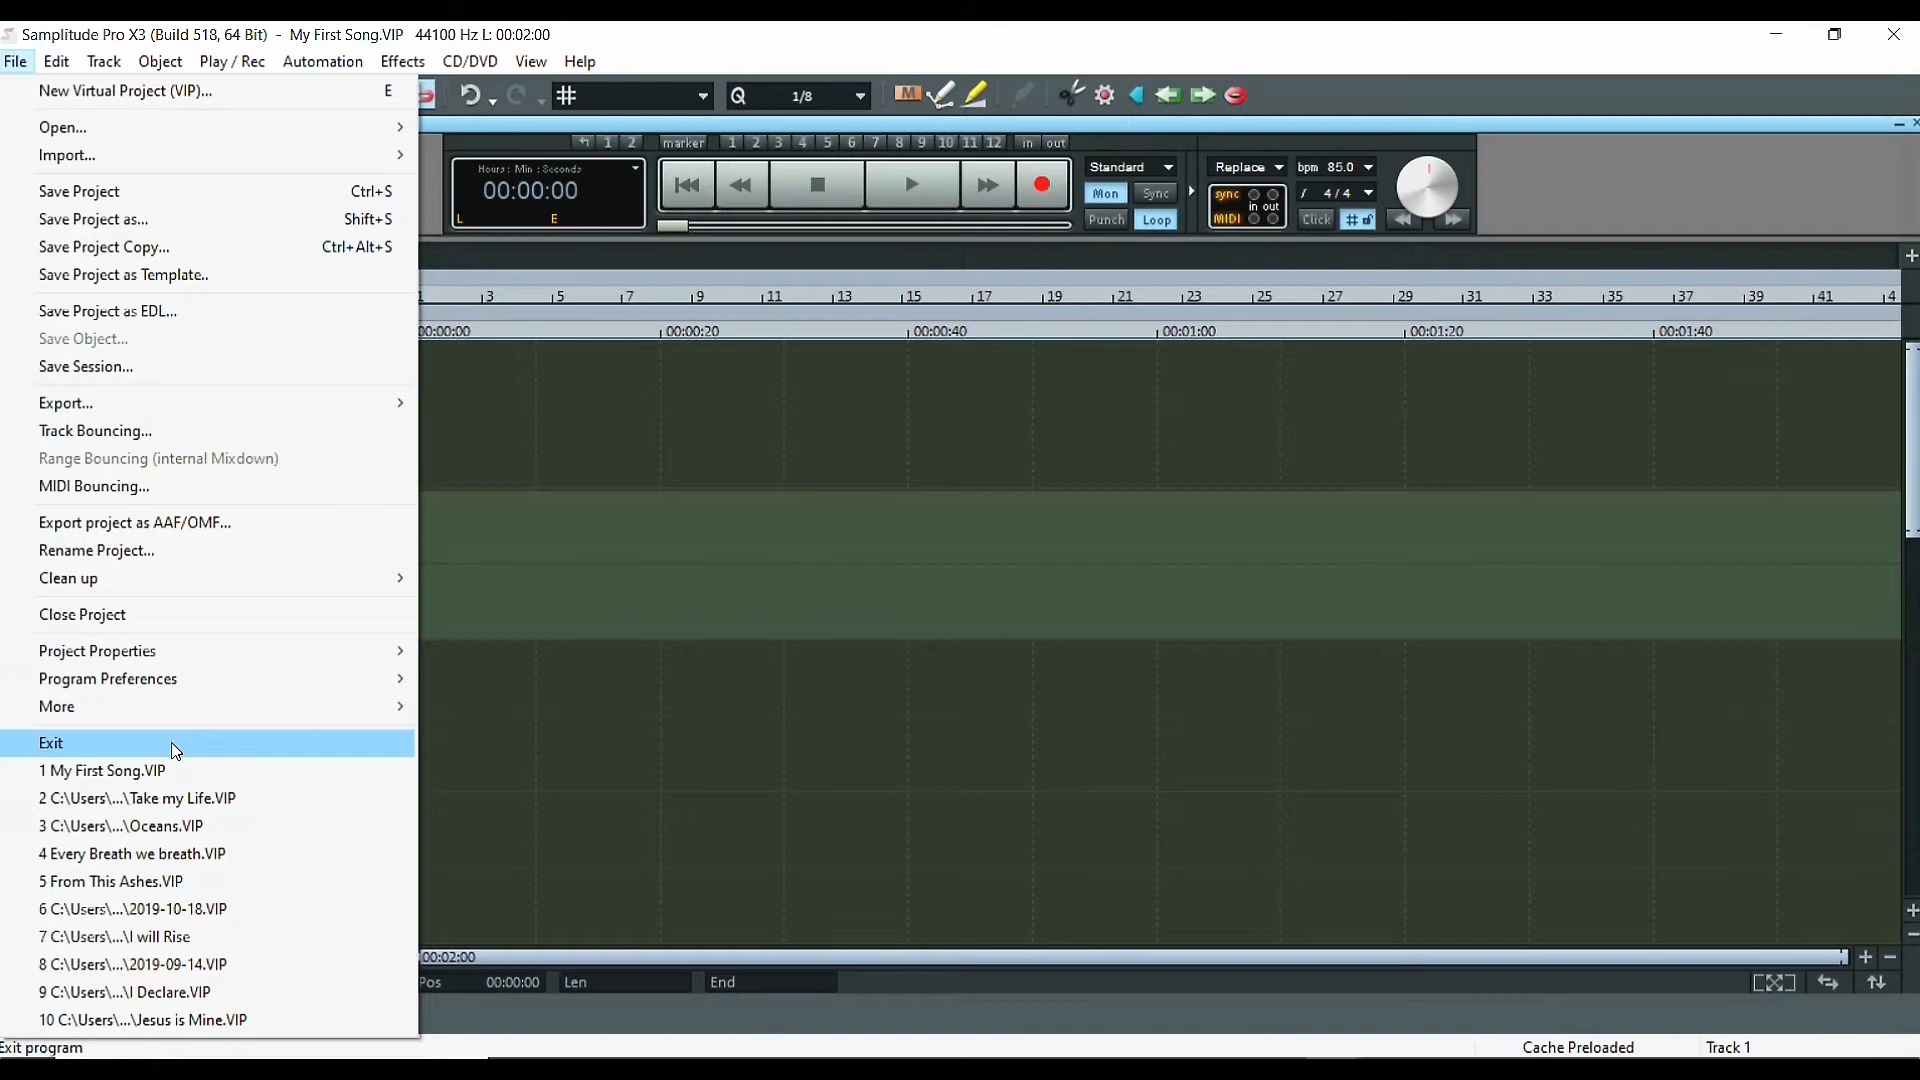 Samplitude Pro X3 (Build 518, 64 Bit) - My First Song.VIP 44100 Hz L: 00:02:00
File Edit Track Object Play / Rec Automation Effects CD/DVD View Help
New Virtual Project (VIP)... E
Open...
Import...
Save Project Ctrl+S
Save Project as... Shift+S
Save Project Copy... Ctrl+Alt+S
Save Project as Template..
Save Project as EDL...
Save Object...
Save Session...
Export...
Track Bouncing...
Range Bouncing (internal Mixdown)
MIDI Bouncing...
Export project as AAF/OMF...
Rename Project...
Clean up
Close Project
Project Properties
Program Preferences
More
Exit
1 My First Song.VIP
2 C:\Users\...\Take my Life.VIP
3 C:\Users\...\Oceans.VIP
4 Every Breath we breath.VIP
5 From This Ashes.VIP
6 C:\Users\...\2019-10-18.VIP
7 C:\Users\...\I will Rise
8 C:\Users\...\2019-09-14.VIP
9 C:\Users\...\I Declare.VIP
10 C:\Users\...\Jesus is Mine.VIP
Exit program
# Q 1/8 M
1 2 marker 1 2 3 4 5 6 7 8 9 10 11 12 in out
Hours : Min : Seconds
00:00:00
L E
Standard
Mon Sync
Punch Loop
Replace bpm 85.0
sync in out / 4/4
MIDI Click #
1 3 5 7 9 11 13 15 17 19 21 23 25 27 29 31 33 35 37 39 41 4
00:00:00 00:00:20 00:00:40 00:01:00 00:01:20 00:01:40
00:02:00
Pos 00:00:00 Len End
Cache Preloaded Track 1